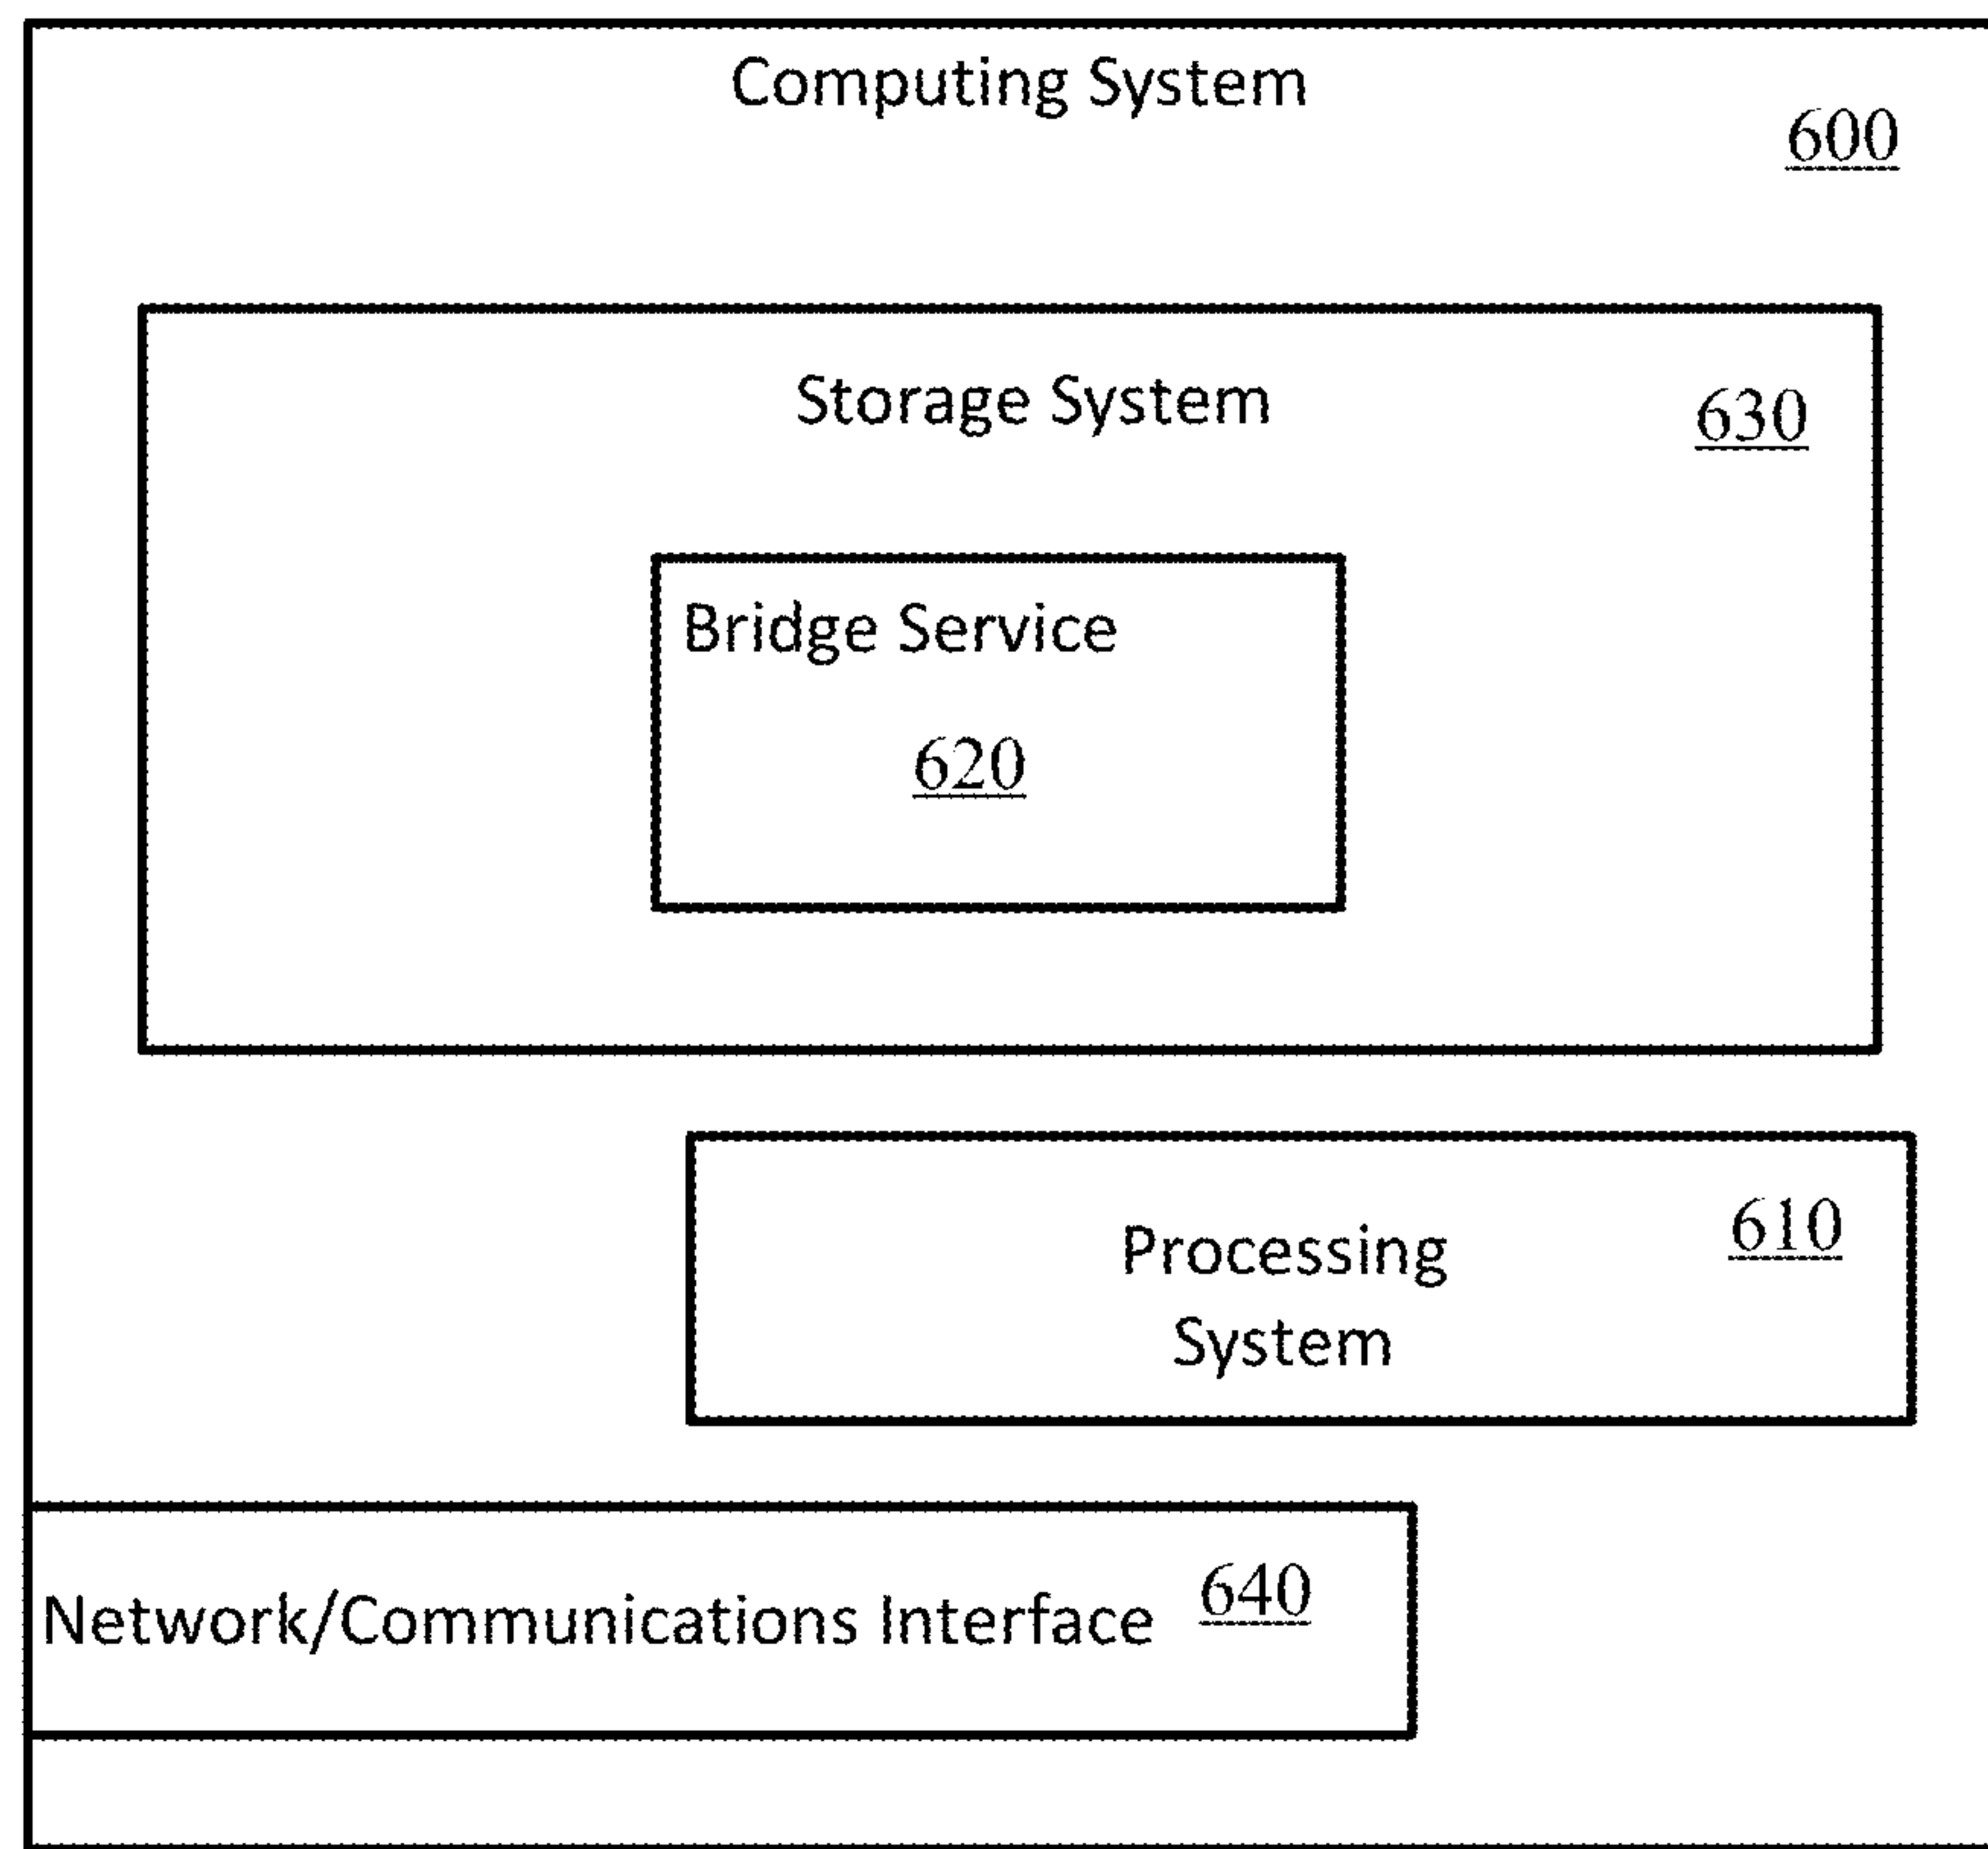 Computing System
600
Storage System
630
Bridge Service
620
Processing
System
610
Network/Communications Interface 640